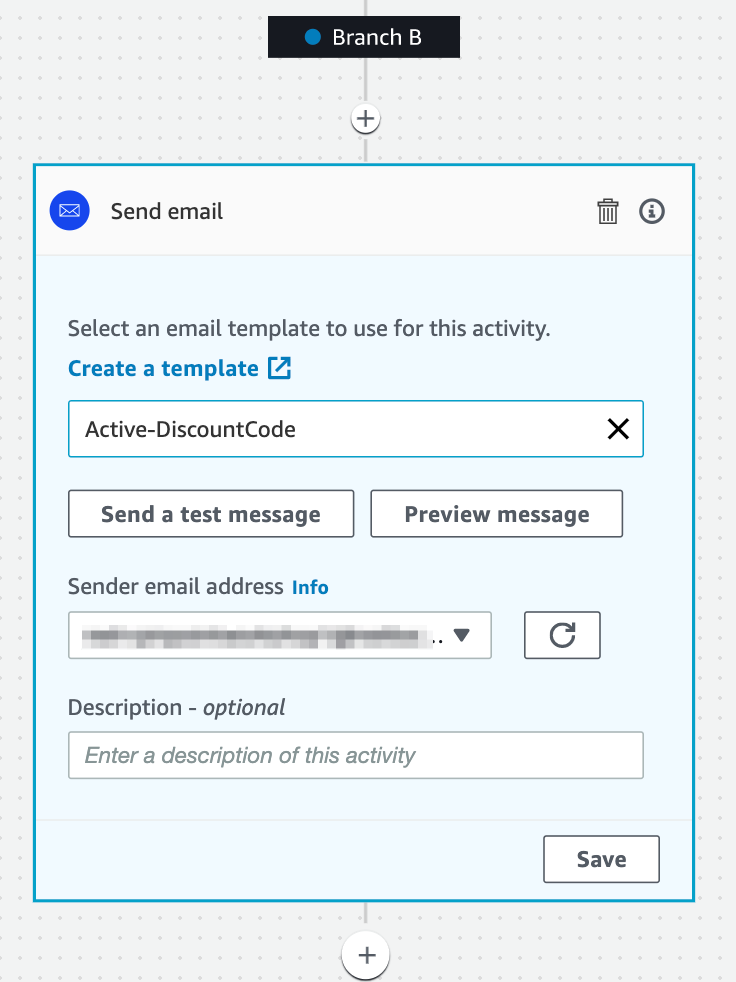 Branch B
Send email
Select an email template to use for this activity.
Create a template
Active-DiscountCode
Send a test message Preview message
Sender email address Info
..
Description - optional
Enter a description of this activity
Save